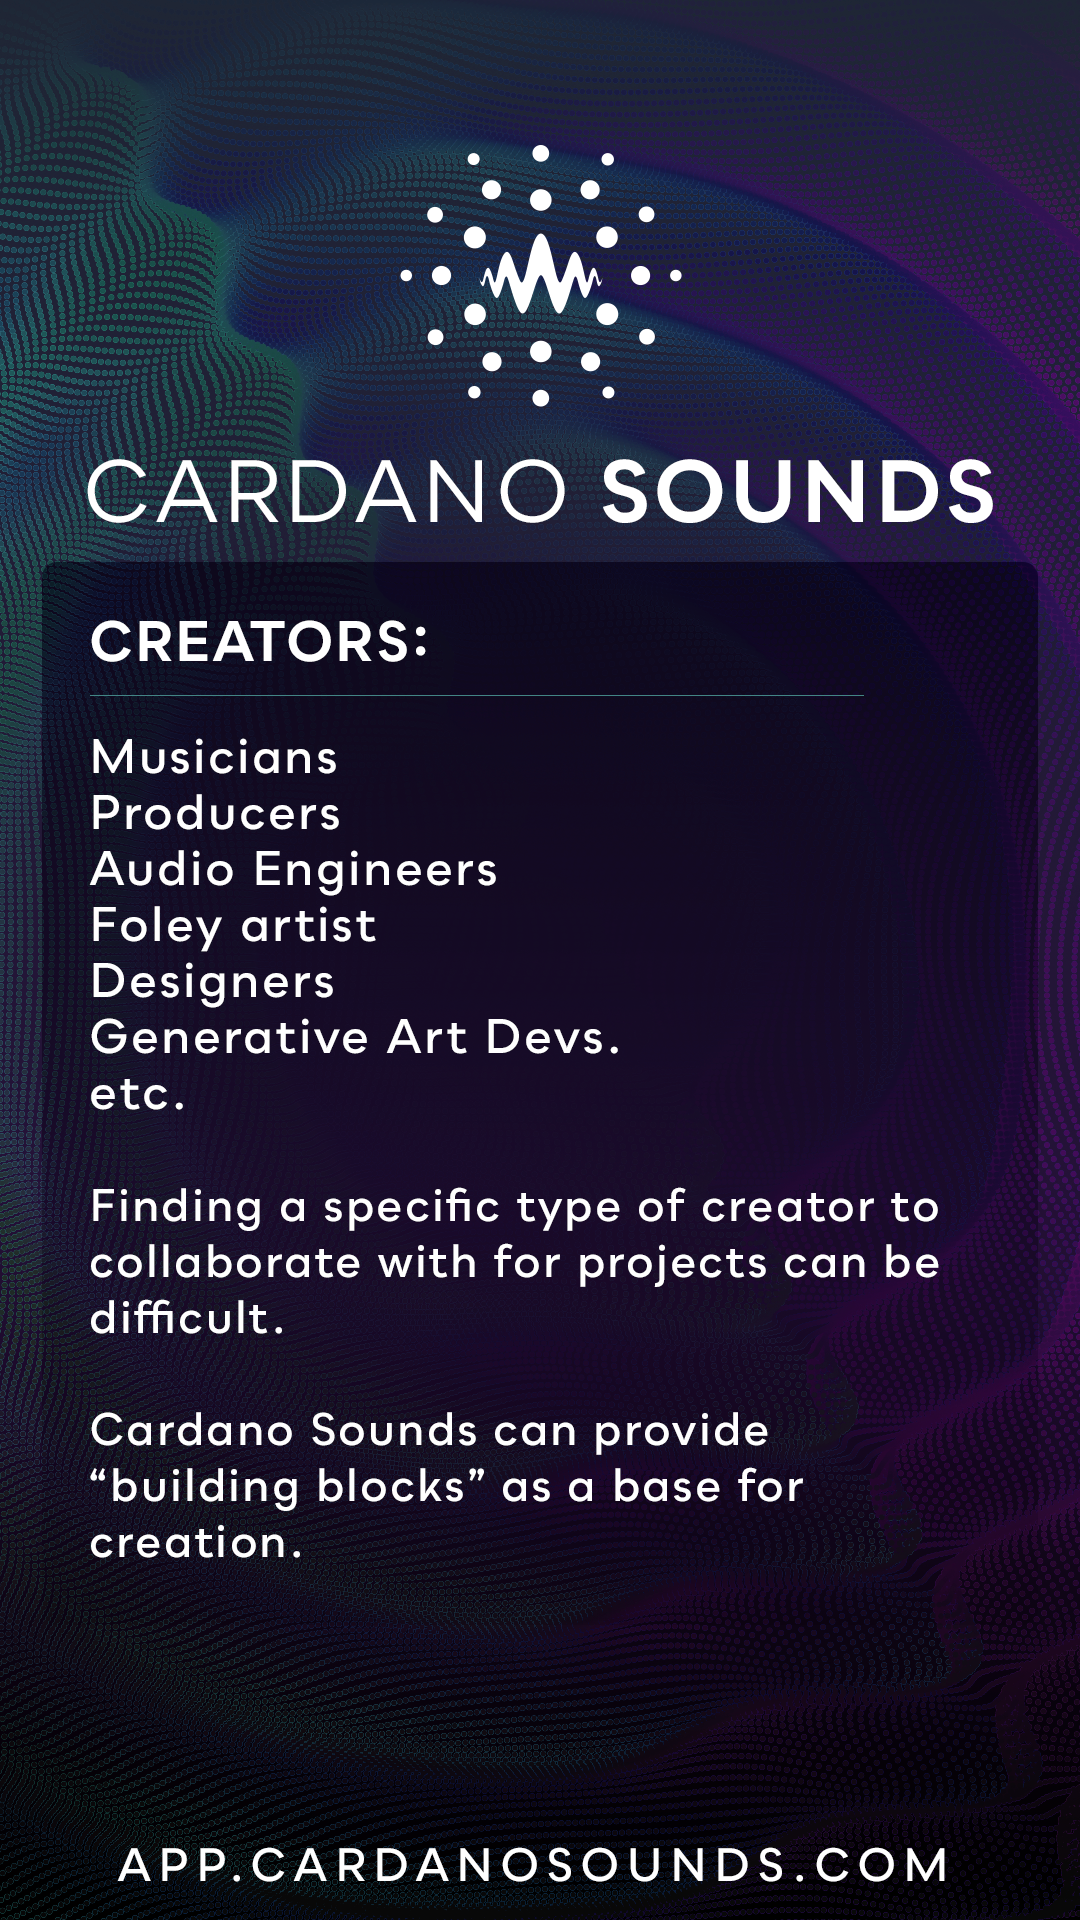 CARDANO SOUNDS
CREATORS:
Musicians
Producers
Audio Engineers
Foley artist
Designers
Generative Art Devs.
etc.
Finding a specific type of creator to
collaborate with for projects can be
difficult.
Cardano Sounds can provide
“building blocks” as a base for
creation.
APP.CARDANOSOUNDS.COM